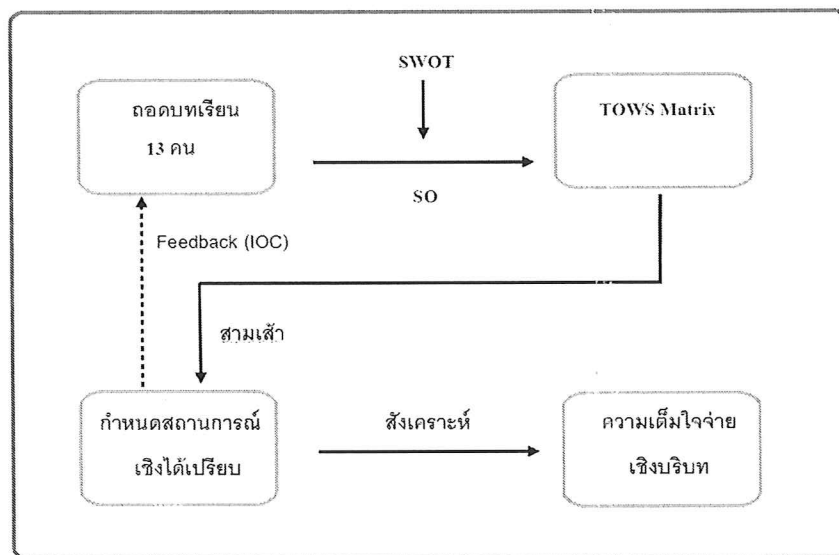 SWOT
ถอดบทเรียน
13 คน
TOWS Matrix
SO
Feedback (IOC)
สามเส้า
กำหนดสถานการณ์
เชิงได้เปรียบ
สังเคราะห์
ความเต็มใจจ่าย
เชิงบริบท